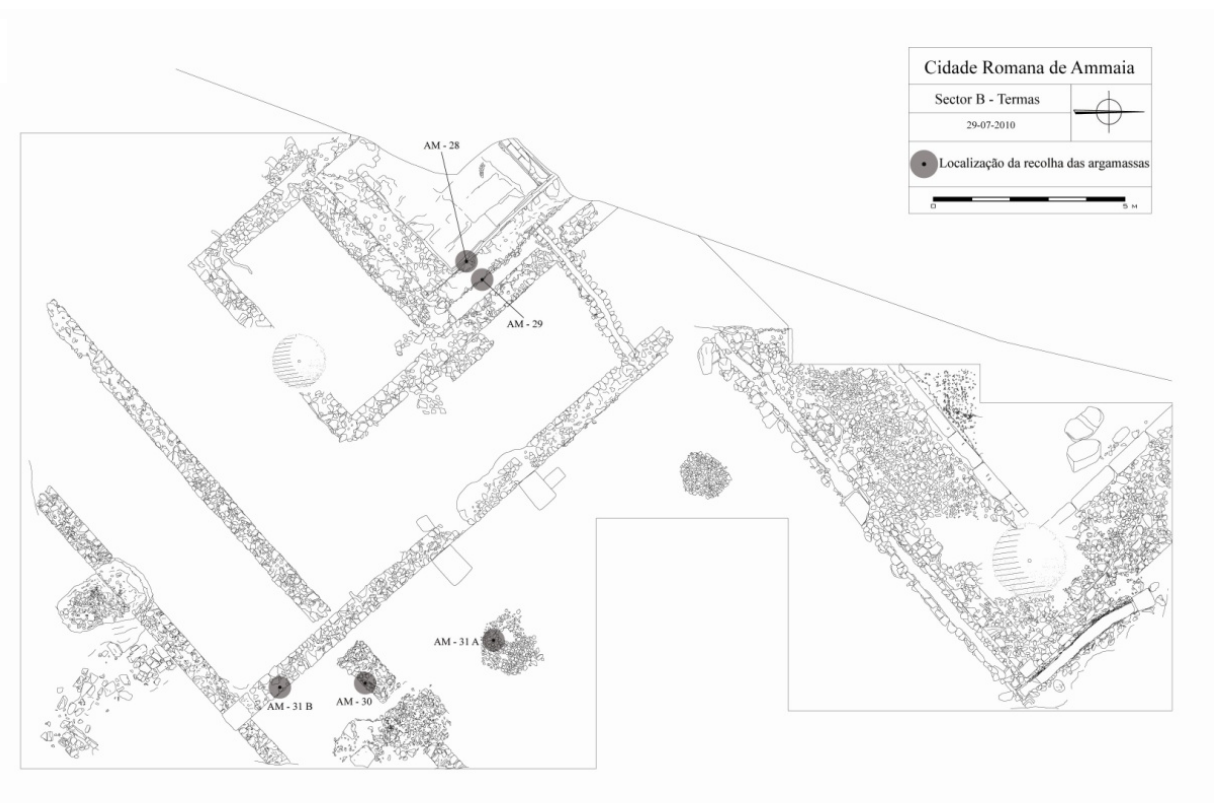 Cidade Romana de Ammaia
Sector B - Termas
29-07-2010
Localização da recolha das argamassas
0 5 M
AM - 28
AM - 29
AM - 31 A
AM - 31 B
AM - 30